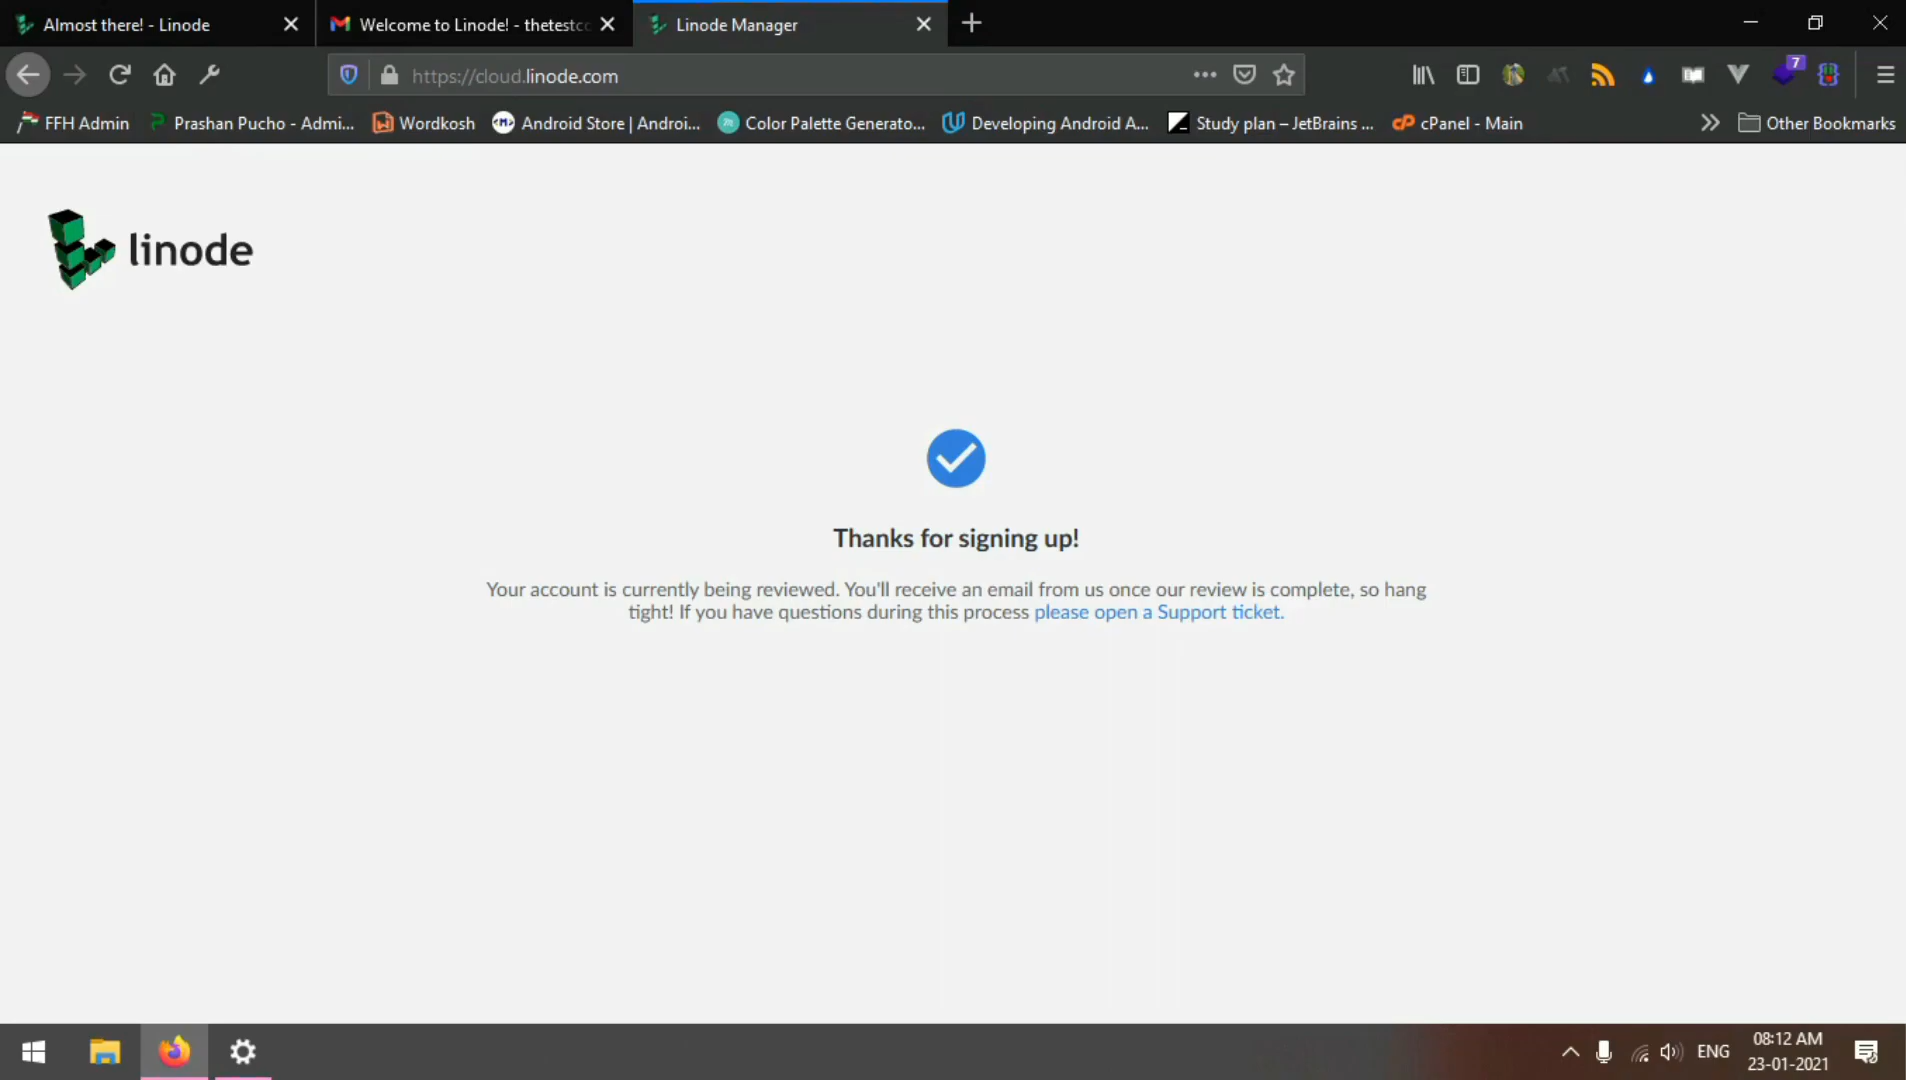 Almost there! - Linode
Welcome to Linode! - thetestco
Linode Manager
https://cloud.linode.com
7
FFH Admin
Prashan Pucho - Admi...
Wordkosh
Android Store | Androi...
Color Palette Generato...
Developing Android A...
Study plan – JetBrains ...
cPanel - Main
Other Bookmarks
linode
Thanks for signing up!
Your account is currently being reviewed. You'll receive an email from us once our review is complete, so hang
tight! If you have questions during this process please open a Support ticket.
ENG
08:12 AM
23-01-2021